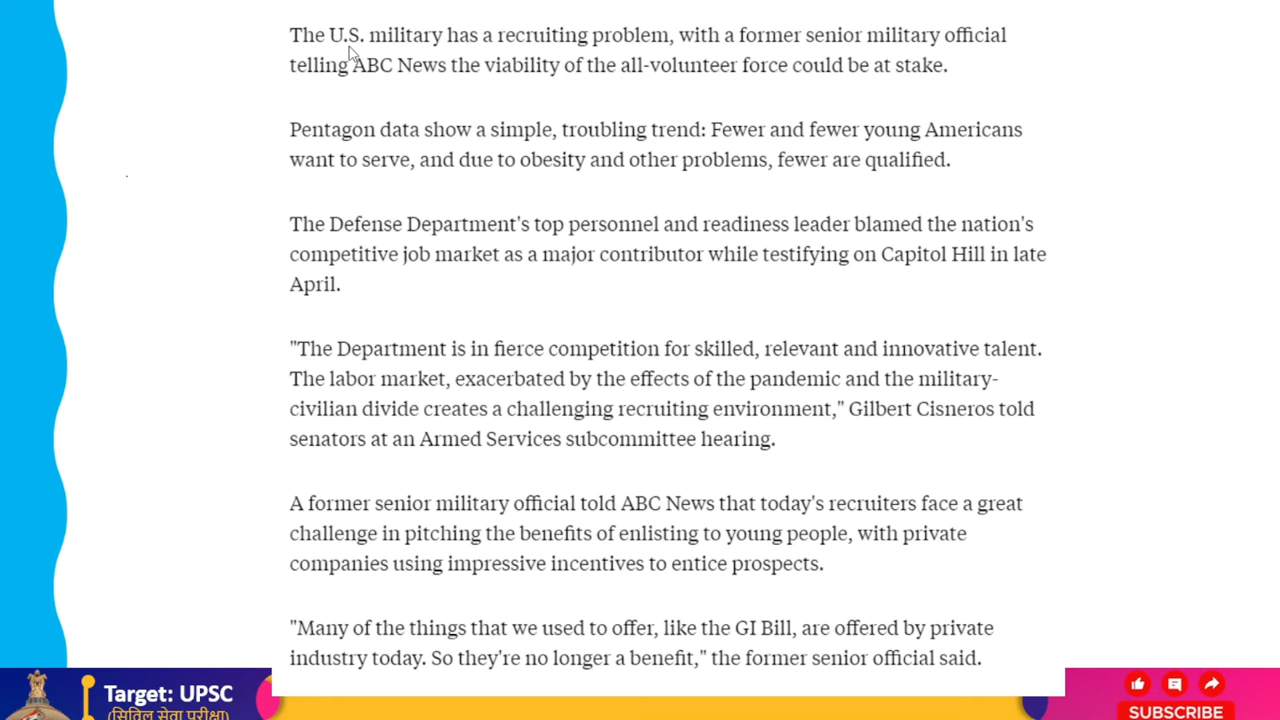 The U.S. military has a recruiting problem, with a former senior military official
telling ABC News the viability of the all-volunteer force could be at stake.
Pentagon data show a simple, troubling trend: Fewer and fewer young Americans
want to serve, and due to obesity and other problems, fewer are qualified.
The Defense Department's top personnel and readiness leader blamed the nation's
competitive job market as a major contributor while testifying on Capitol Hill in late
April.
"The Department is in fierce competition for skilled, relevant and innovative talent.
The labor market, exacerbated by the effects of the pandemic and the military-
civilian divide creates a challenging recruiting environment," Gilbert Cisneros told
senators at an Armed Services subcommittee hearing.
A former senior military official told ABC News that today's recruiters face a great
challenge in pitching the benefits of enlisting to young people, with private
companies using impressive incentives to entice prospects.
"Many of the things that we used to offer, like the GI Bill, are offered by private
industry today. So they're no longer a benefit," the former senior official said.
Target: UPSC
(सिविल सेवा परीक्षा)
SUBSCRIBE